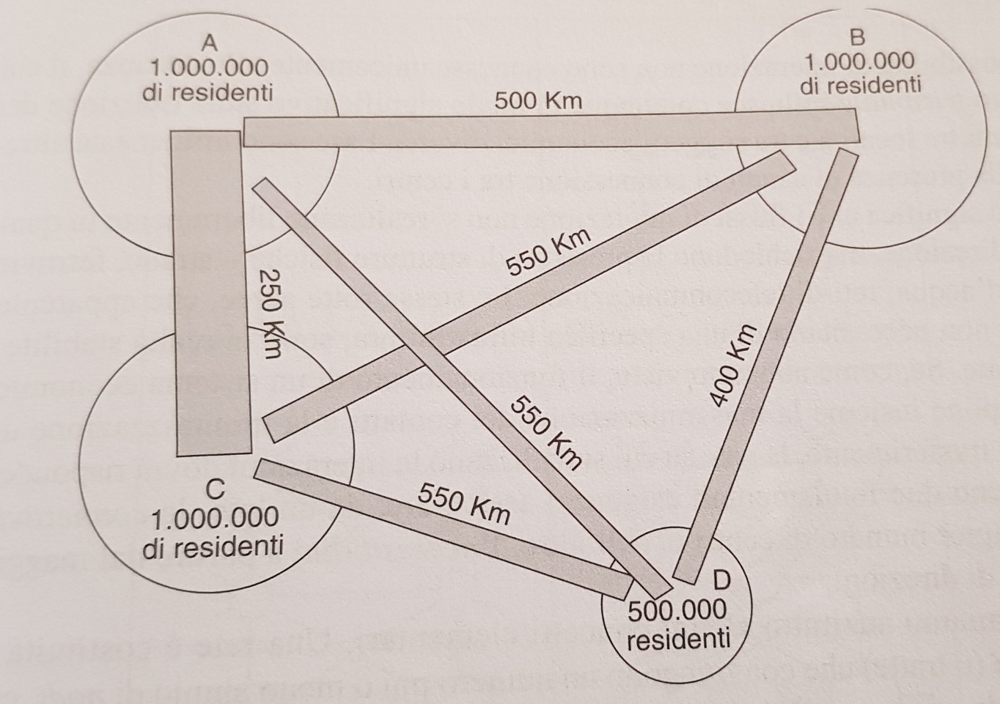 A
1.000.000
di residenti
B
1.000.000
di residenti
500 Km
550 Km
250 Km
400 Km
550 Km
550 Km
C
1.000.000
di residenti
D
500.000
residenti